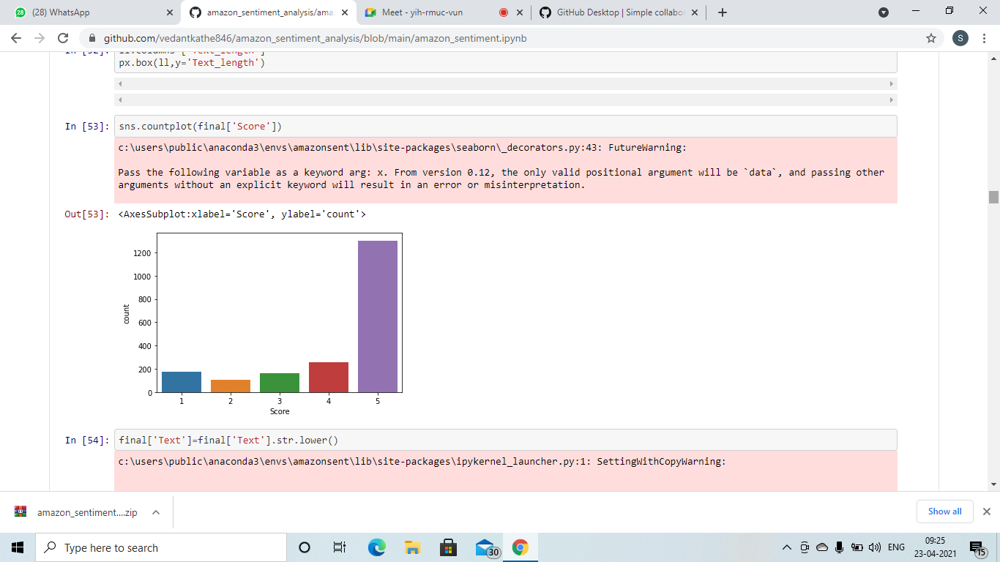 (28) WhatsApp
amazon_sentiment_analysis/ama
Meet - yih-rmuc-vun
GitHub Desktop | Simple collabo
github.com/vedantkathe846/amazon_sentiment_analysis/blob/main/amazon_sentiment.ipynb
S
In [52]:
ll.columns=['Text_length']
px.box(ll,y='Text_length')
In [53]:
sns.countplot(final['Score'])
c:\users\public\anaconda3\envs\amazonsent\lib\site-packages\seaborn\_decorators.py:43: FutureWarning:
Pass the following variable as a keyword arg: x. From version 0.12, the only valid positional argument will be `data`, and passing other
arguments without an explicit keyword will result in an error or misinterpretation.
Out[53]:
<AxesSubplot:xlabel='Score', ylabel='count'>
1200
1000
800
600
400
200
0
count
1 2 3 4 5
Score
In [54]:
final['Text']=final['Text'].str.lower()
c:\users\public\anaconda3\envs\amazonsent\lib\site-packages\ipykernel_launcher.py:1: SettingWithCopyWarning:
amazon_sentiment....zip
Show all
Type here to search
30
ENG
09:25
23-04-2021
15